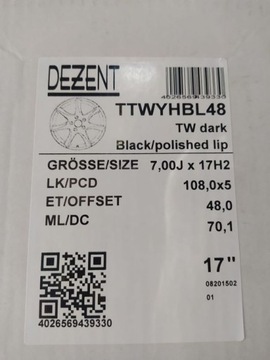 DEZENT
4026569439330
TTWYHBL48
TW dark
Black/polished lip
GRÖSSE/SIZE 7,00J x 17H2
LK/PCD 108,0x5
ET/OFFSET 48,0
ML/DC 70,1
17"
08201502
01
4026569439330